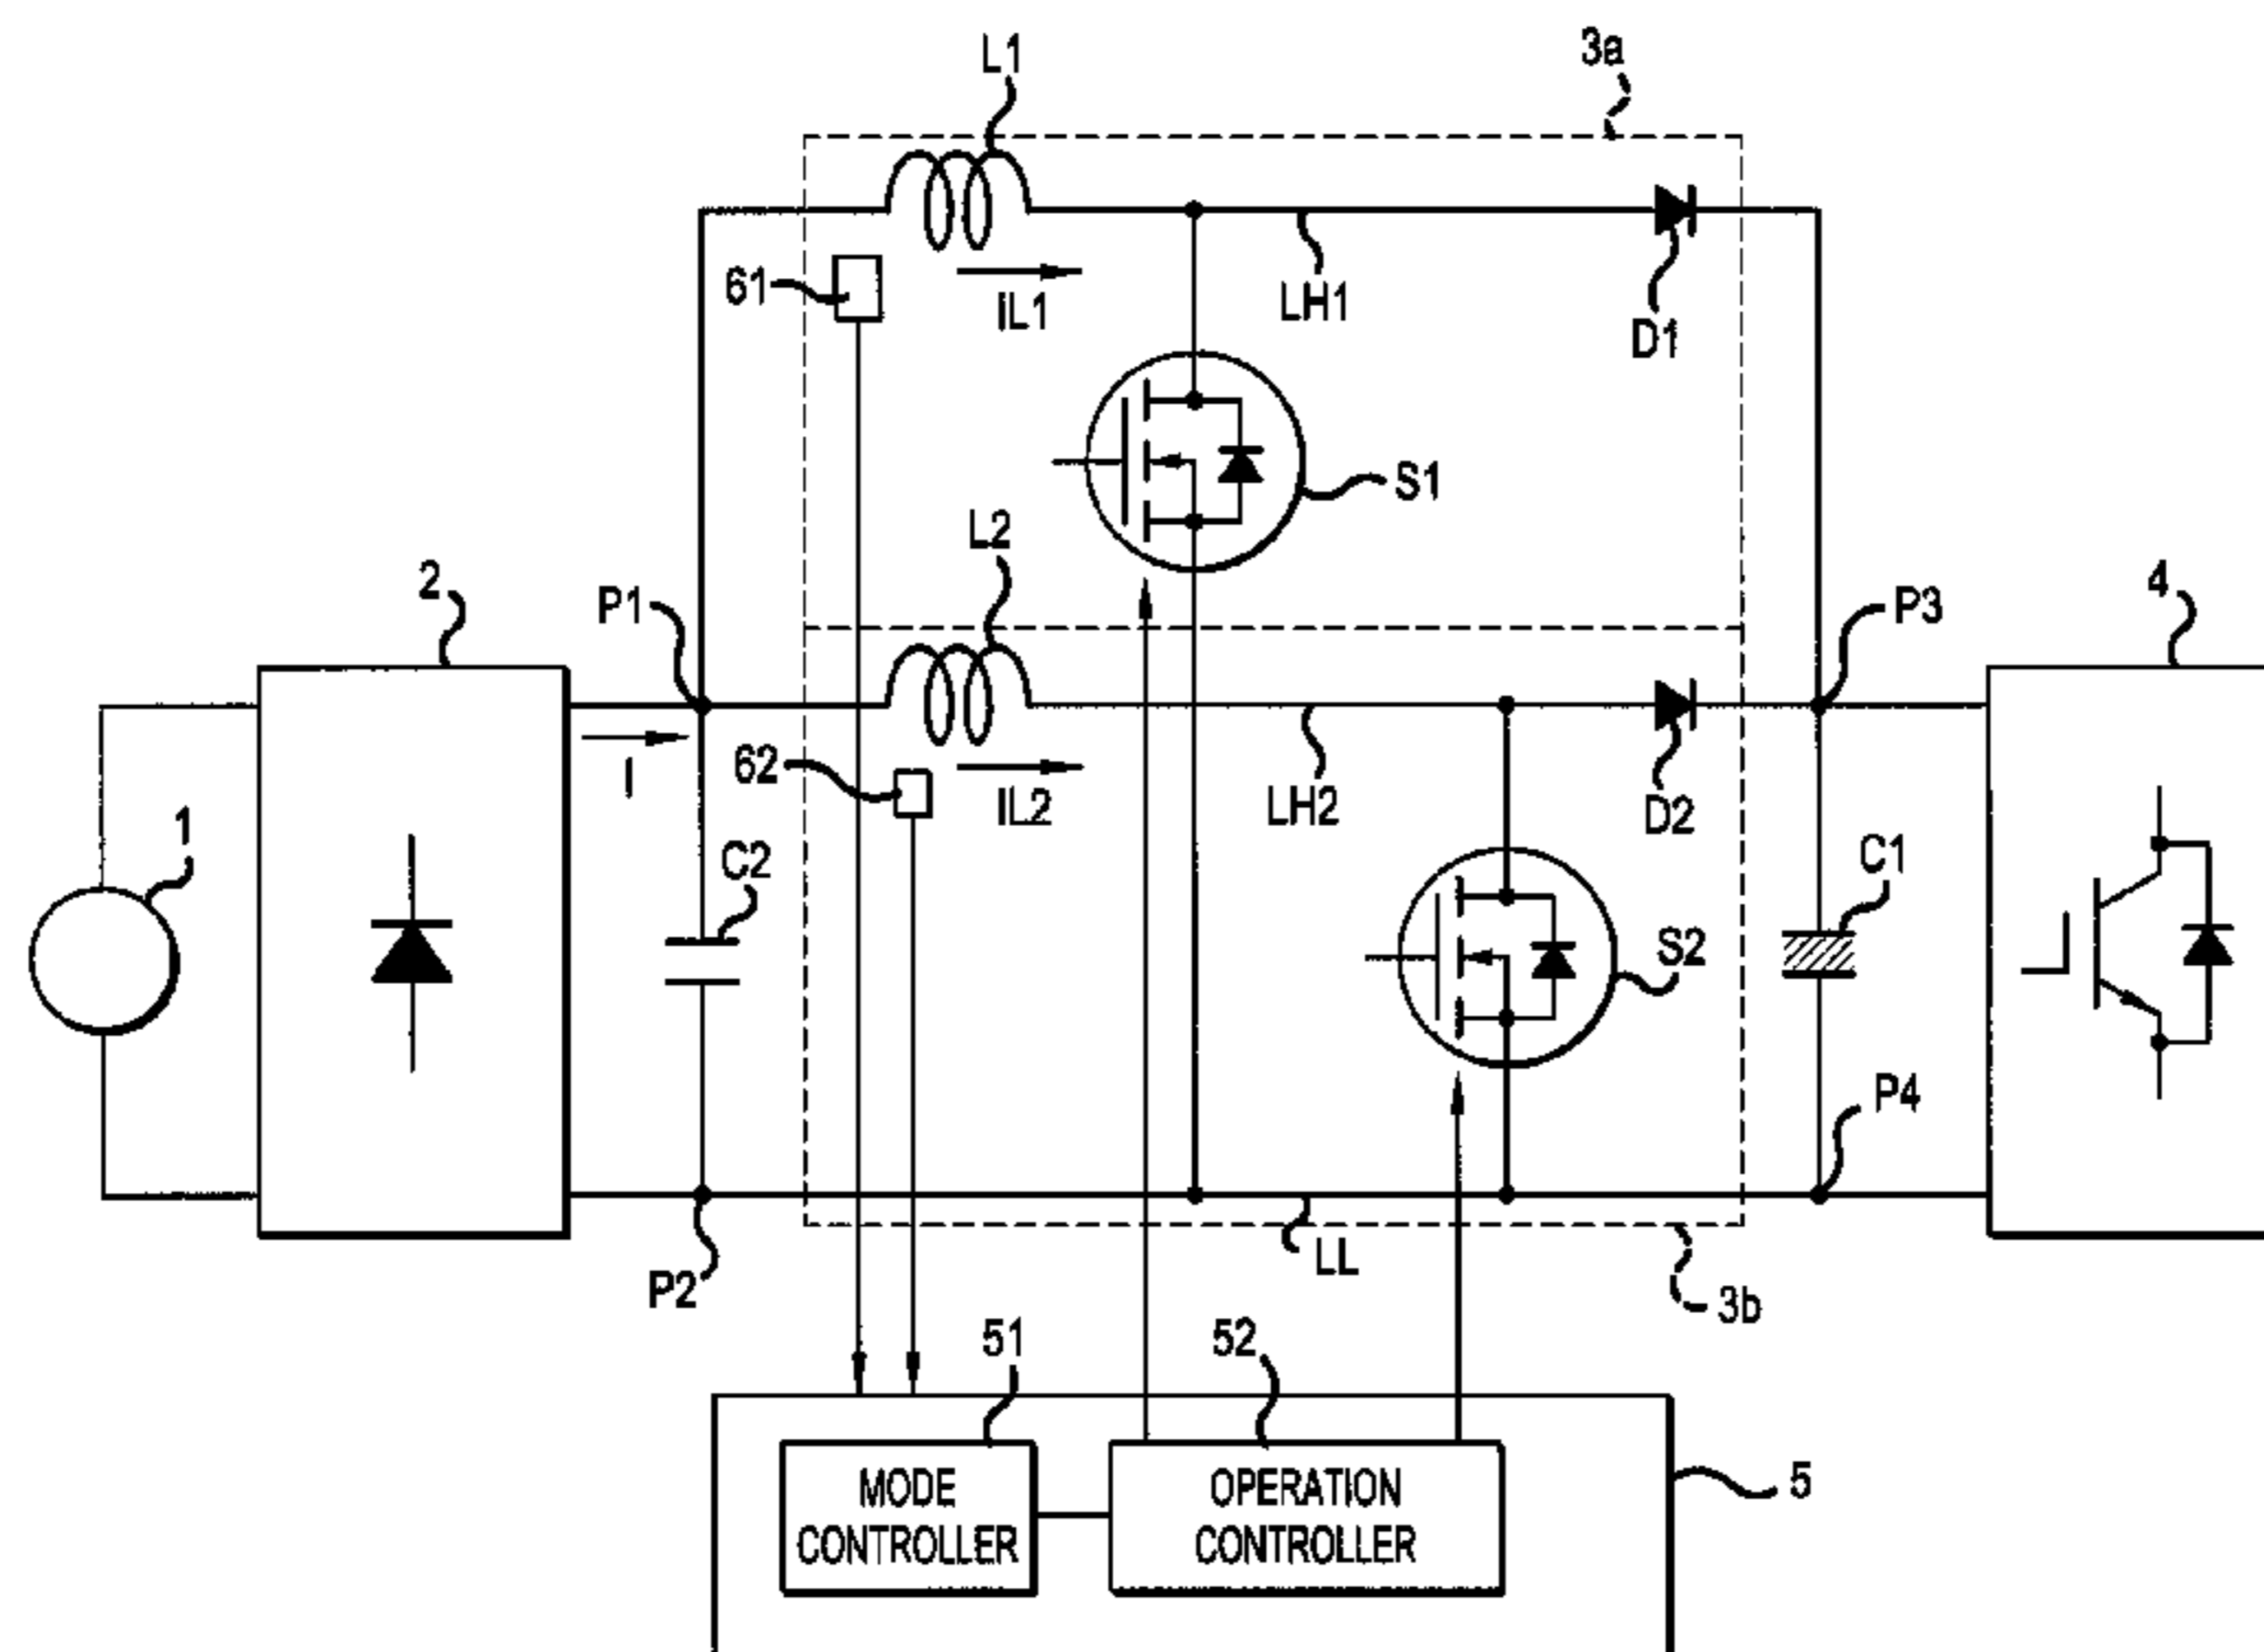 L1
3a
61
IL1
LH1
D1
S1
L2
2
P1
P3
4
I
62
IL2
LH2
D2
1
C2
C1
S2
P4
P2
LL
3b
51
52
MODE
CONTROLLER
OPERATION
CONTROLLER
5